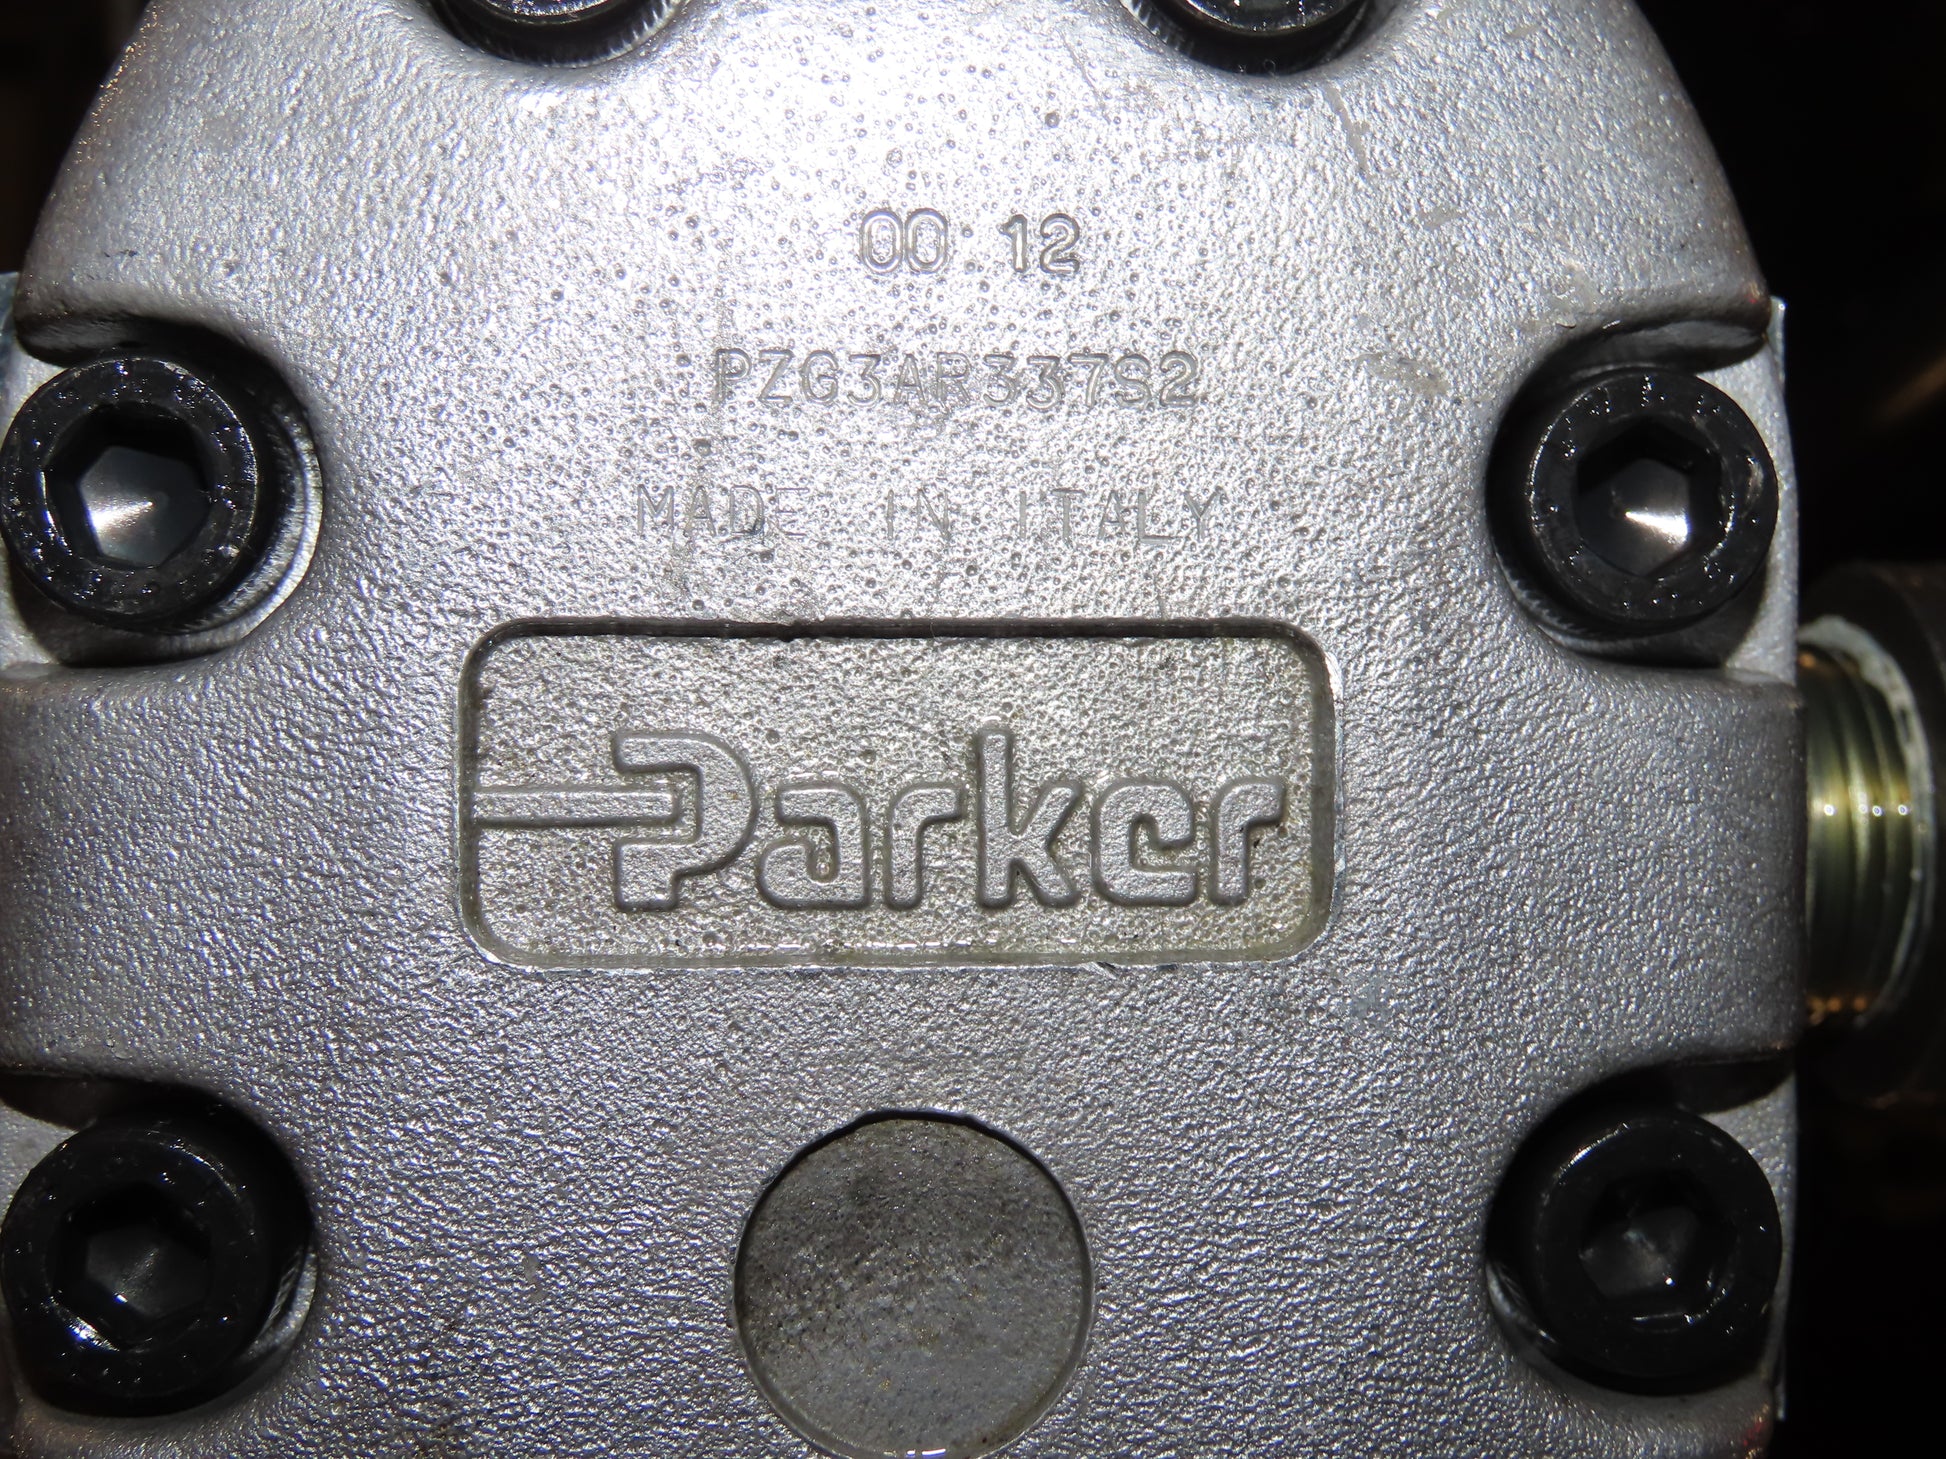 00 12
PZG3AR337S2
MADE IN ITALY
Parker